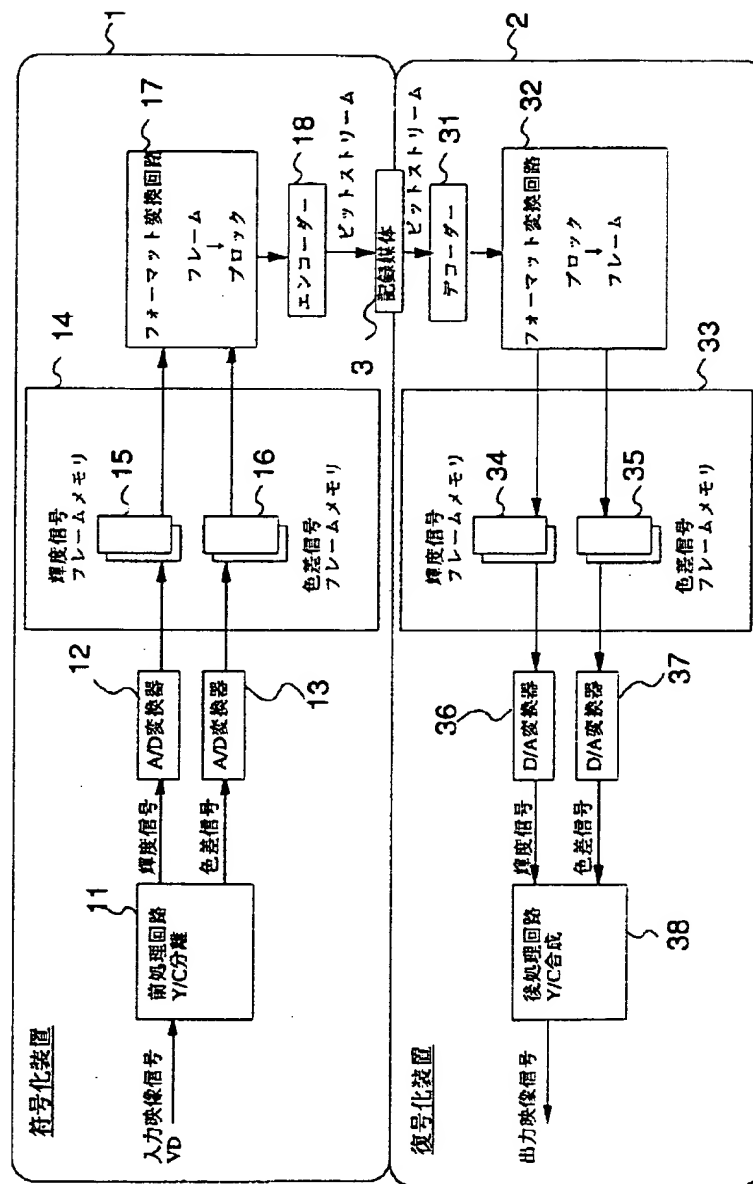 符号化装置
1
入力映像信号
VD
11
前処理回路
Y/C分離
輝度信号
色差信号
12
A/D変換器
A/D変換器
13
14
輝度信号
フレームメモリ
15
16
色差信号
フレームメモリ
17
フォーマット変換回路
フレーム
↓
ブロック
18
エンコーダー
ビットストリーム
3
記録媒体
ビットストリーム
復号化装置
2
31
デコーダー
32
フォーマット変換回路
ブロック
↓
フレーム
33
輝度信号
フレームメモリ
34
35
色差信号
フレームメモリ
36
D/A変換器
D/A変換器
37
輝度信号
色差信号
後処理回路
Y/C合成
38
出力映像信号